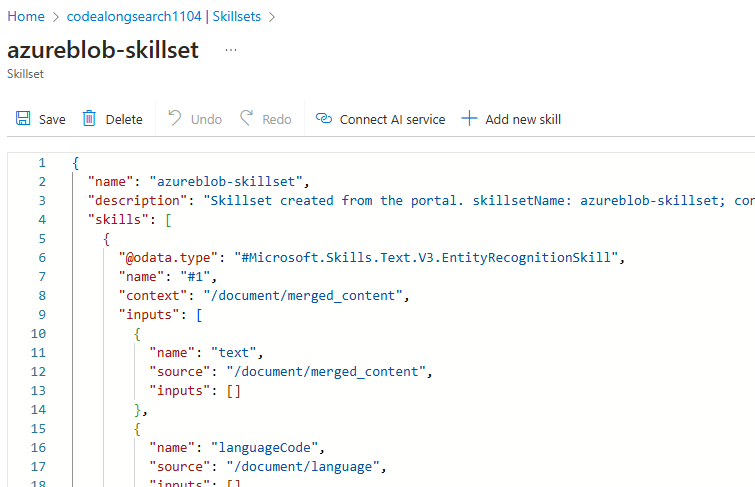 Home > codealongsearch1104 | Skillsets >
azureblob-skillset ...
Skillset
Save Delete Undo Redo Connect AI service Add new skill
1 {
2 "name": "azureblob-skillset",
3 "description": "Skillset created from the portal. skillsetName: azureblob-skillset; con
4 "skills": [
5 {
6 "@odata.type": "#Microsoft.Skills.Text.V3.EntityRecognitionSkill",
7 "name": "#1",
8 "context": "/document/merged_content",
9 "inputs": [
10 {
11 "name": "text",
12 "source": "/document/merged_content",
13 "inputs": []
14 },
15 {
16 "name": "languageCode",
17 "source": "/document/language",
18 "inputs": []